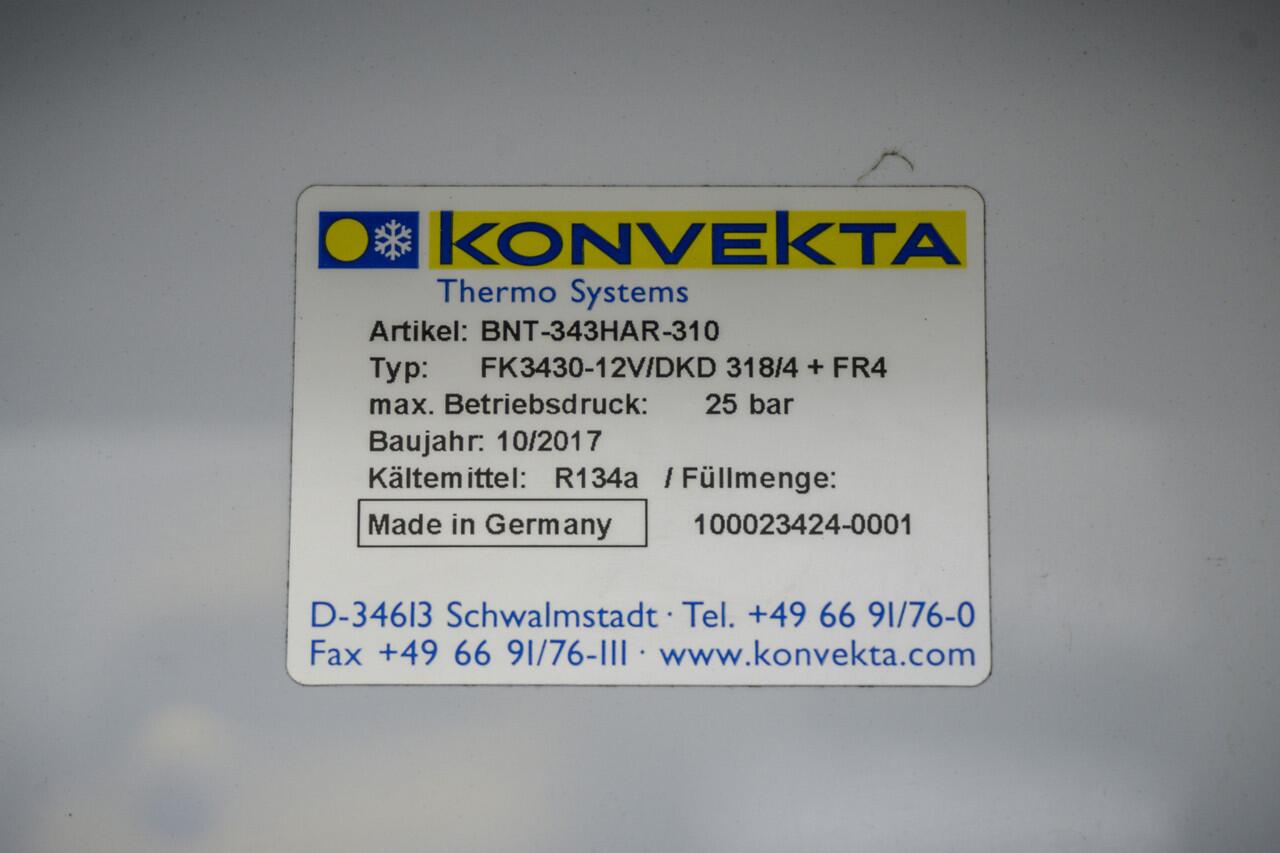 KONVEKTA
Thermo Systems
Artikel: BNT-343HAR-310
Typ: FK3430-12V/DKD 318/4 + FR4
max. Betriebsdruck: 25 bar
Baujahr: 10/2017
Kältemittel: R134a / Füllmenge:
Made in Germany 100023424-0001
D-34613 Schwalmstadt · Tel. +49 66 91/76-0
Fax +49 66 91/76-111 · www.konvekta.com